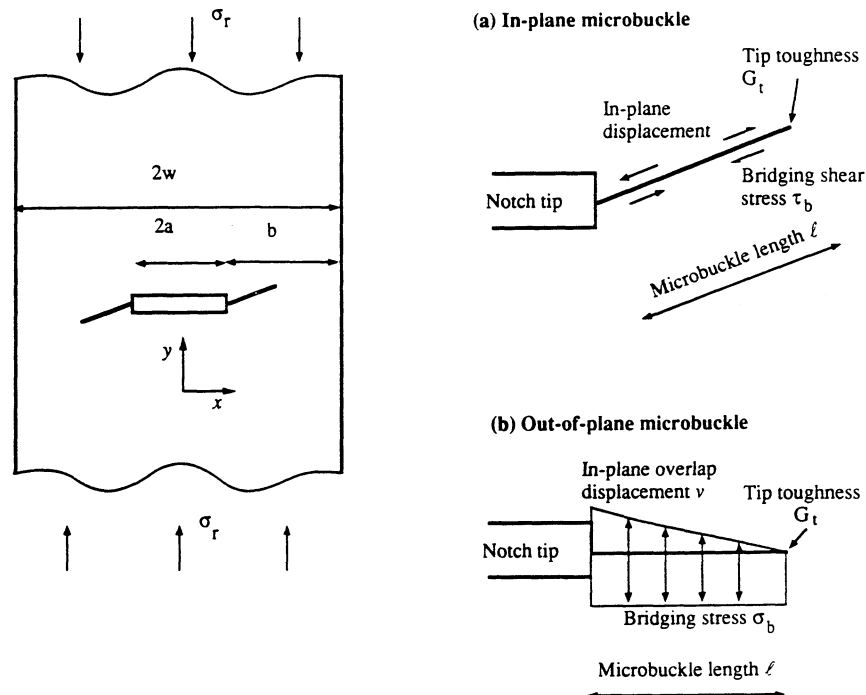 σr
2w
2a
b
y
x
σr
(a) In-plane microbuckle
Tip toughness
Gt
In-plane
displacement
Notch tip
Bridging shear
stress τb
Microbuckle length ℓ
(b) Out-of-plane microbuckle
In-plane overlap
displacement v
Tip toughness
Gt
Notch tip
Bridging stress σb
Microbuckle length ℓ